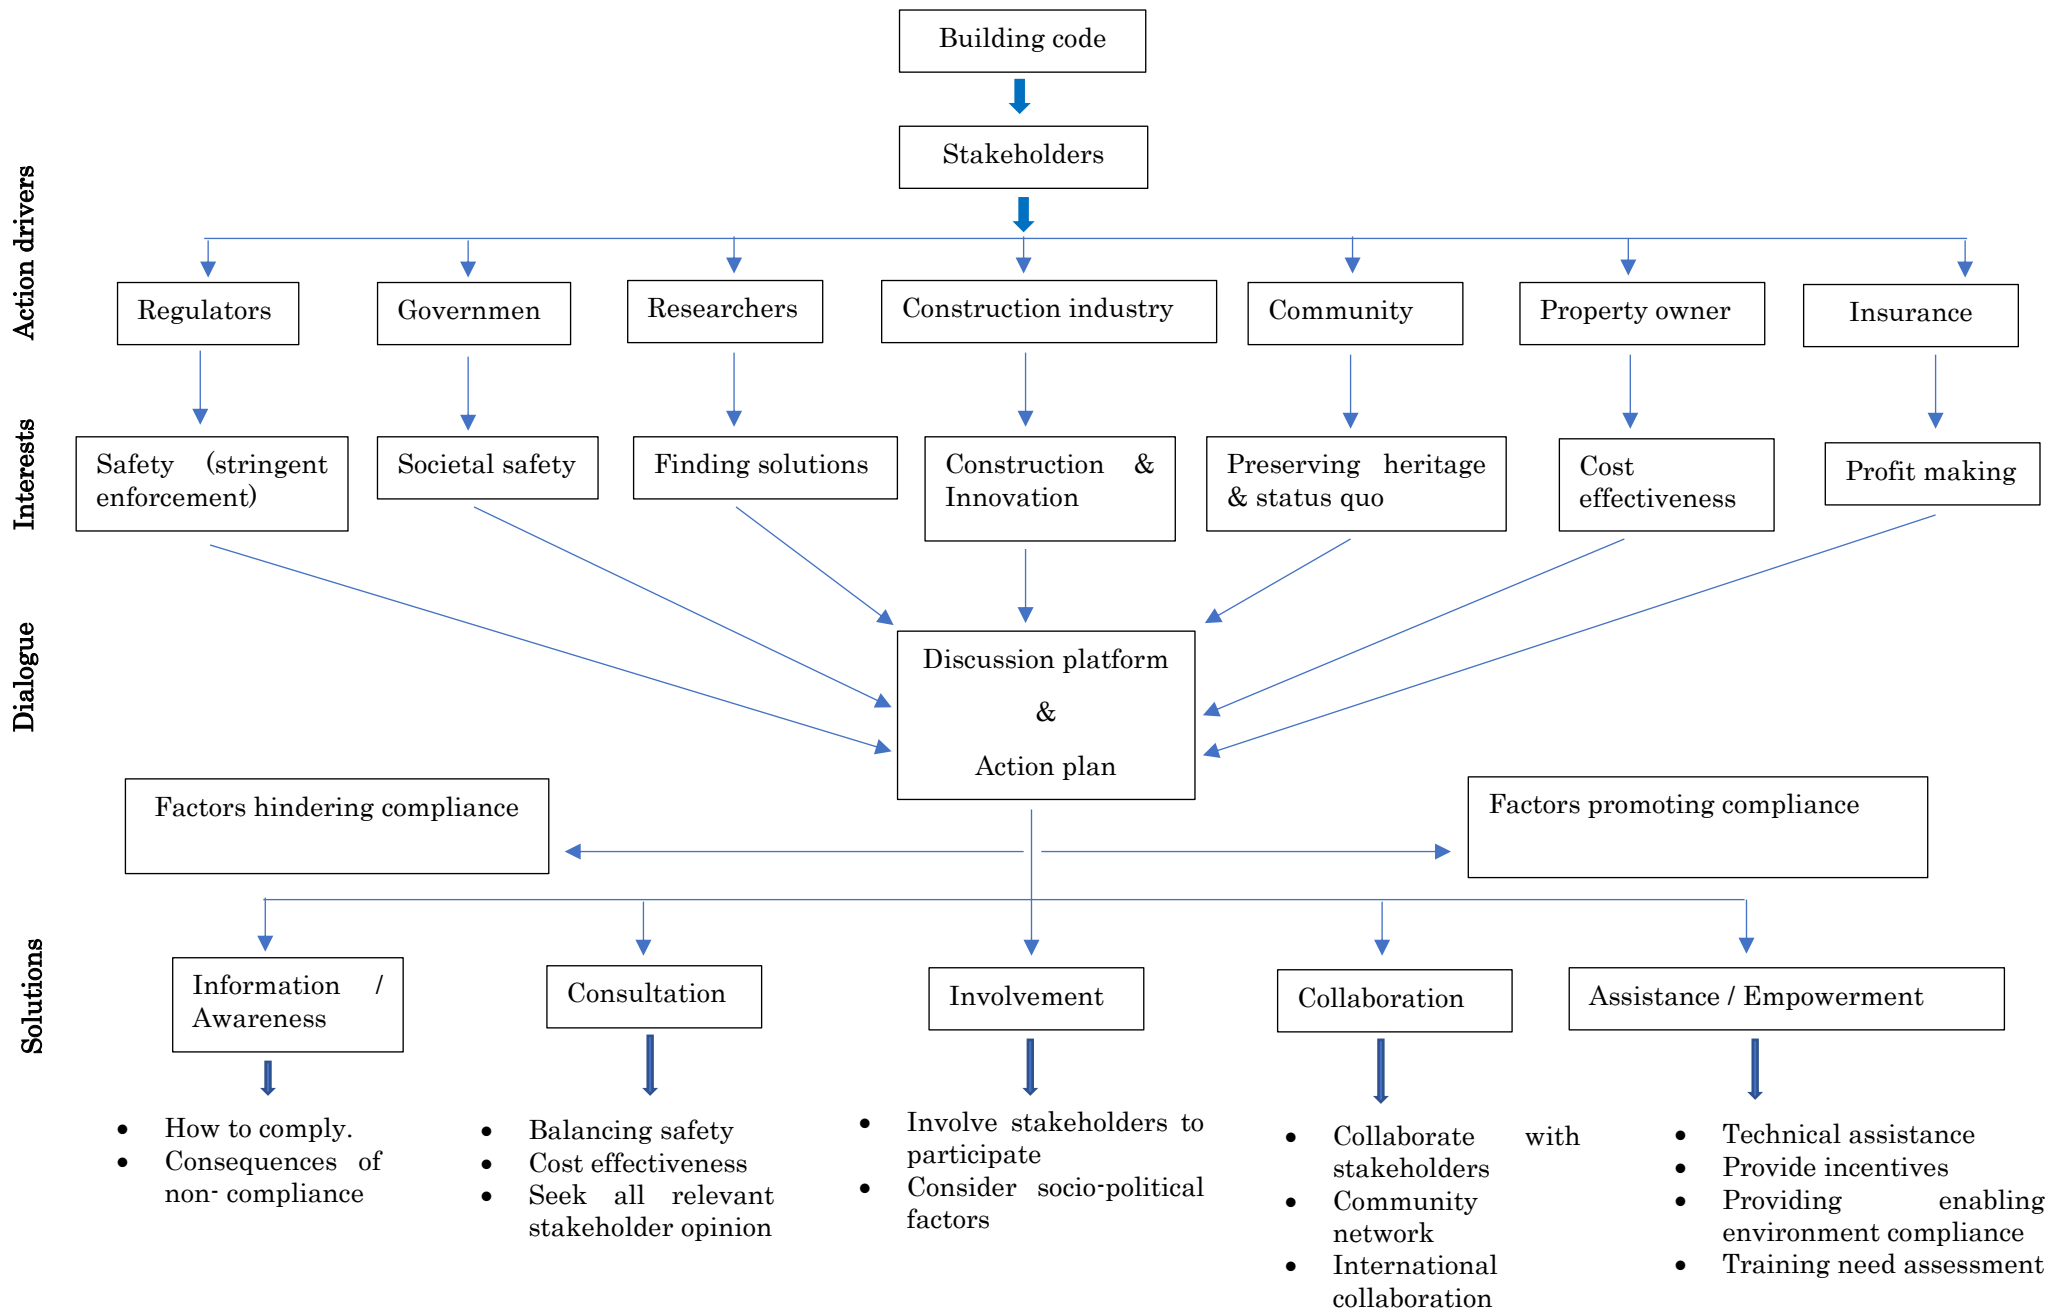 Building code
Stakeholders
Action drivers
Regulators
Governmen
Researchers
Construction industry
Community
Property owner
Insurance
Interests
Safety (stringent
enforcement)
Societal safety
Finding solutions
Construction &
Innovation
Preserving heritage
& status quo
Cost
effectiveness
Profit making
Dialogue
Discussion platform
&
Action plan
Factors hindering compliance
Factors promoting compliance
Solutions
Information /
Awareness
Consultation
Involvement
Collaboration
Assistance / Empowerment
• How to comply.
• Consequences of
non- compliance
• Balancing safety
• Cost effectiveness
• Seek all relevant
stakeholder opinion
• Involve stakeholders to
participate
• Consider socio-political
factors
• Collaborate with
stakeholders
• Community
network
• International
collaboration
• Technical assistance
• Provide incentives
• Providing enabling
environment compliance
• Training need assessment